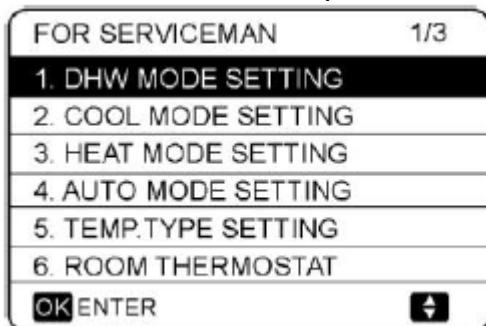 FOR SERVICEMAN 1/3
1. DHW MODE SETTING
2. COOL MODE SETTING
3. HEAT MODE SETTING
4. AUTO MODE SETTING
5. TEMP.TYPE SETTING
6. ROOM THERMOSTAT
OK ENTER